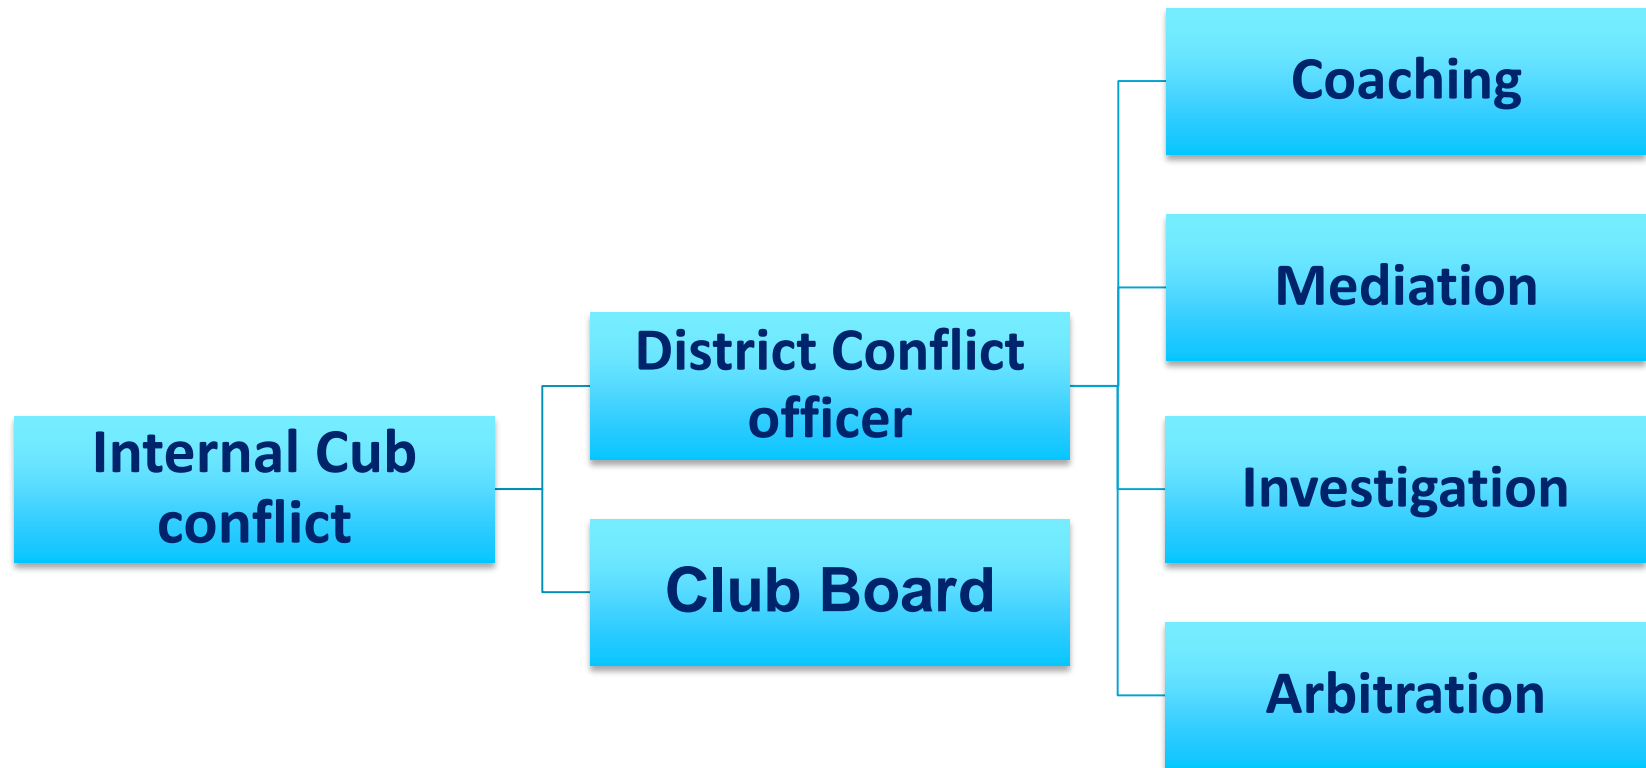 Internal Cub
conflict
District Conflict
officer
Club Board
Coaching
Mediation
Investigation
Arbitration